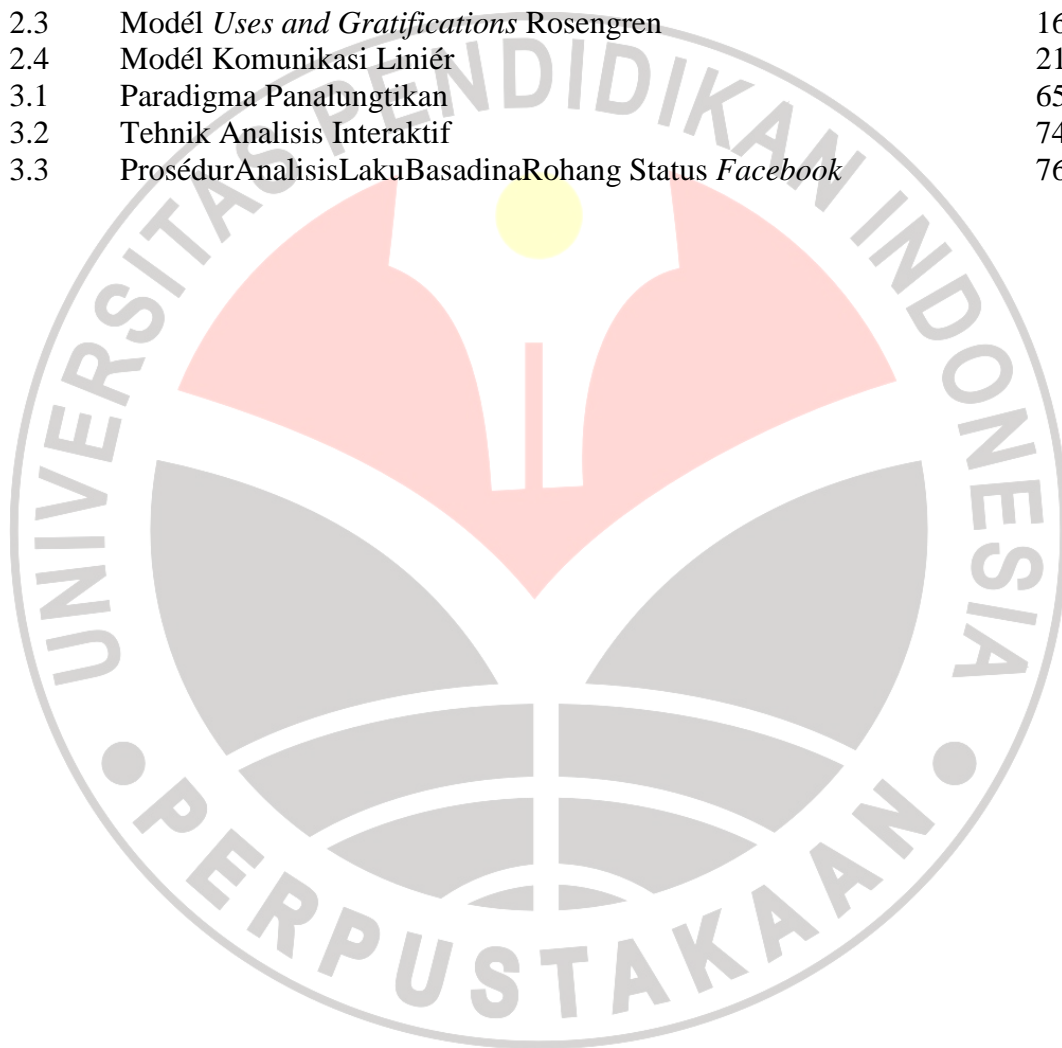 2.3 Modél Uses and Gratifications Rosengren 16
2.4 Modél Komunikasi Liniér 21
3.1 Paradigma Panalungtikan 65
3.2 Tehnik Analisis Interaktif 74
3.3 ProsédurAnalisisLakuBasadinaRohang Status Facebook 76
UNIVERSITAS PENDIDIKAN INDONESIA
PERPUSTAKAAN